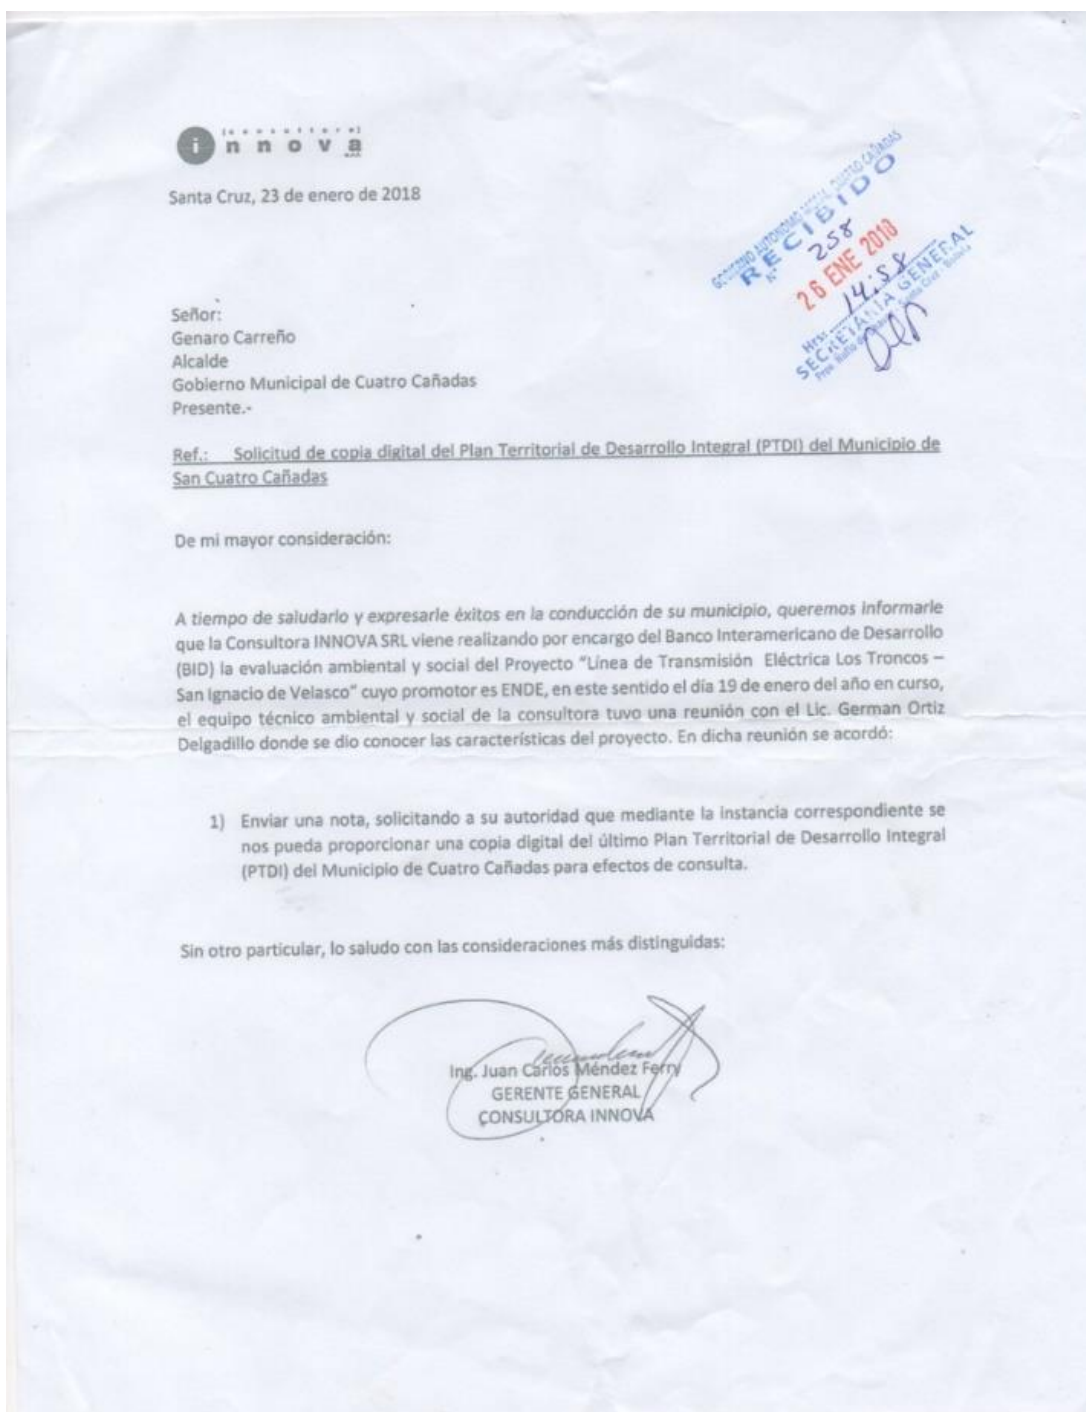 [consultora]
innova
Santa Cruz, 23 de enero de 2018
GOBIERNO AUTONOMO MCPAL. CUATRO CAÑADAS
RECIBIDO
N° 258
26 ENE 2018
Hrs. 14:58
SECRETARIA GENERAL
Santa Cruz - Bolivia
Señor:
Genaro Carreño
Alcalde
Gobierno Municipal de Cuatro Cañadas
Presente.-
Ref.: Solicitud de copia digital del Plan Territorial de Desarrollo Integral (PTDI) del Municipio de
San Cuatro Cañadas
De mi mayor consideración:
A tiempo de saludarlo y expresarle éxitos en la conducción de su municipio, queremos informarle
que la Consultora INNOVA SRL viene realizando por encargo del Banco Interamericano de Desarrollo
(BID) la evaluación ambiental y social del Proyecto "Línea de Transmisión Eléctrica Los Troncos –
San Ignacio de Velasco" cuyo promotor es ENDE, en este sentido el día 19 de enero del año en curso,
el equipo técnico ambiental y social de la consultora tuvo una reunión con el Lic. German Ortiz
Delgadillo donde se dio conocer las características del proyecto. En dicha reunión se acordó:
1) Enviar una nota, solicitando a su autoridad que mediante la instancia correspondiente se
nos pueda proporcionar una copia digital del último Plan Territorial de Desarrollo Integral
(PTDI) del Municipio de Cuatro Cañadas para efectos de consulta.
Sin otro particular, lo saludo con las consideraciones más distinguidas:
Ing. Juan Carlos Méndez Ferry
GERENTE GENERAL
CONSULTORA INNOVA